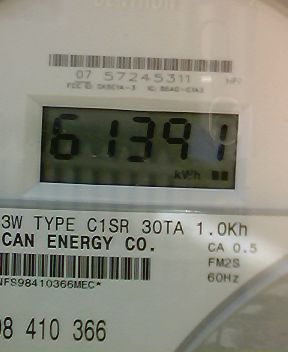 07 57245311
61391
kWh
3W TYPE C1SR 30TA 1.0Kh
CAN ENERGY CO.
CA 0.5
FM2S
60Hz
NFS98410366MEC*
98 410 366